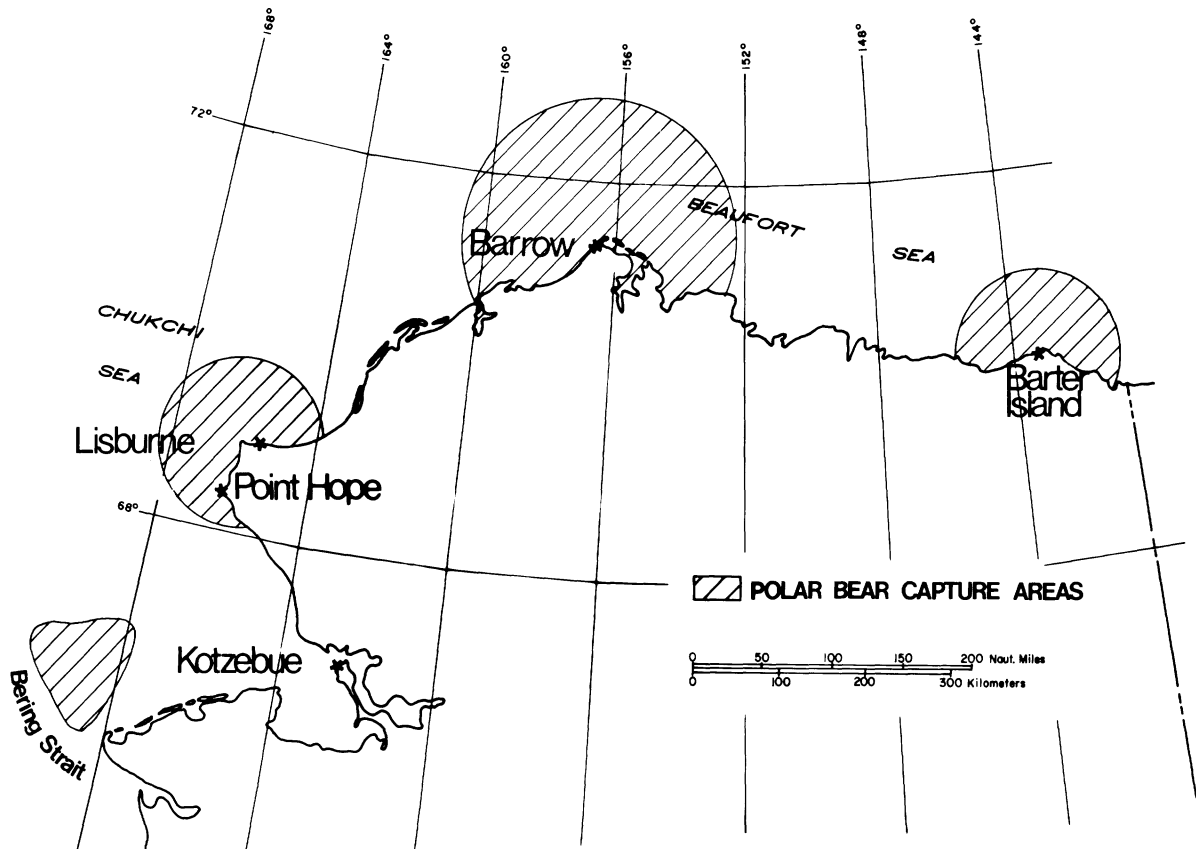 168°
164°
160°
156°
152°
148°
144°
72°
BEAUFORT
SEA
Barrow
CHUKCHI
SEA
Barter
Island
Lisburne
Point Hope
68°
POLAR BEAR CAPTURE AREAS
Kotzebue
0 50 100 150 200 Naut. Miles
0 100 200 300 Kilometers
Bering Strait